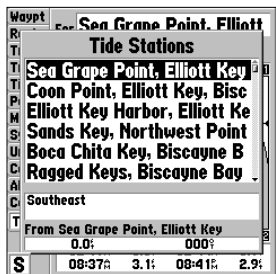 Waypt
For Sea Grape Point, Elliott
Tide Stations
Sea Grape Point, Elliott Key
Coon Point, Elliott Key, Bisc
Elliott Key Harbor, Elliott Ke
Sands Key, Northwest Point
Boca Chita Key, Biscayne B
Ragged Keys, Biscayne Bay
Southeast
From Sea Grape Point, Elliott Key
0.0 000°
S 08:37 3.1 08:41 2.9